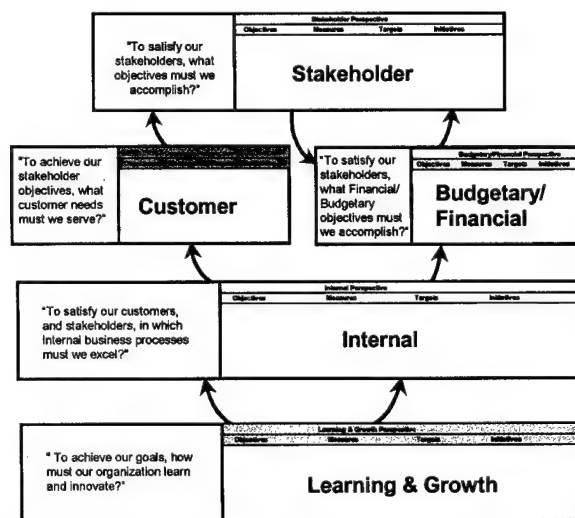 Stakeholder Perspective
Objectives Measures Targets Initiatives
"To satisfy our
stakeholders, what
objectives must we
accomplish?"
Stakeholder
"To achieve our
stakeholder
objectives, what
customer needs
must we serve?"
Customer
"To satisfy our
stakeholders,
what Financial/
Budgetary
objectives must
we accomplish?"
Budgetary/Financial Perspective
Objectives Measures Targets Initiatives
Budgetary/
Financial
Internal Perspective
Objectives Measures Targets Initiatives
"To satisfy our customers,
and stakeholders, in which
Internal business processes
must we excel?"
Internal
Learning & Growth Perspective
Objectives Measures Targets Initiatives
" To achieve our goals, how
must our organization learn
and innovate?"
Learning & Growth